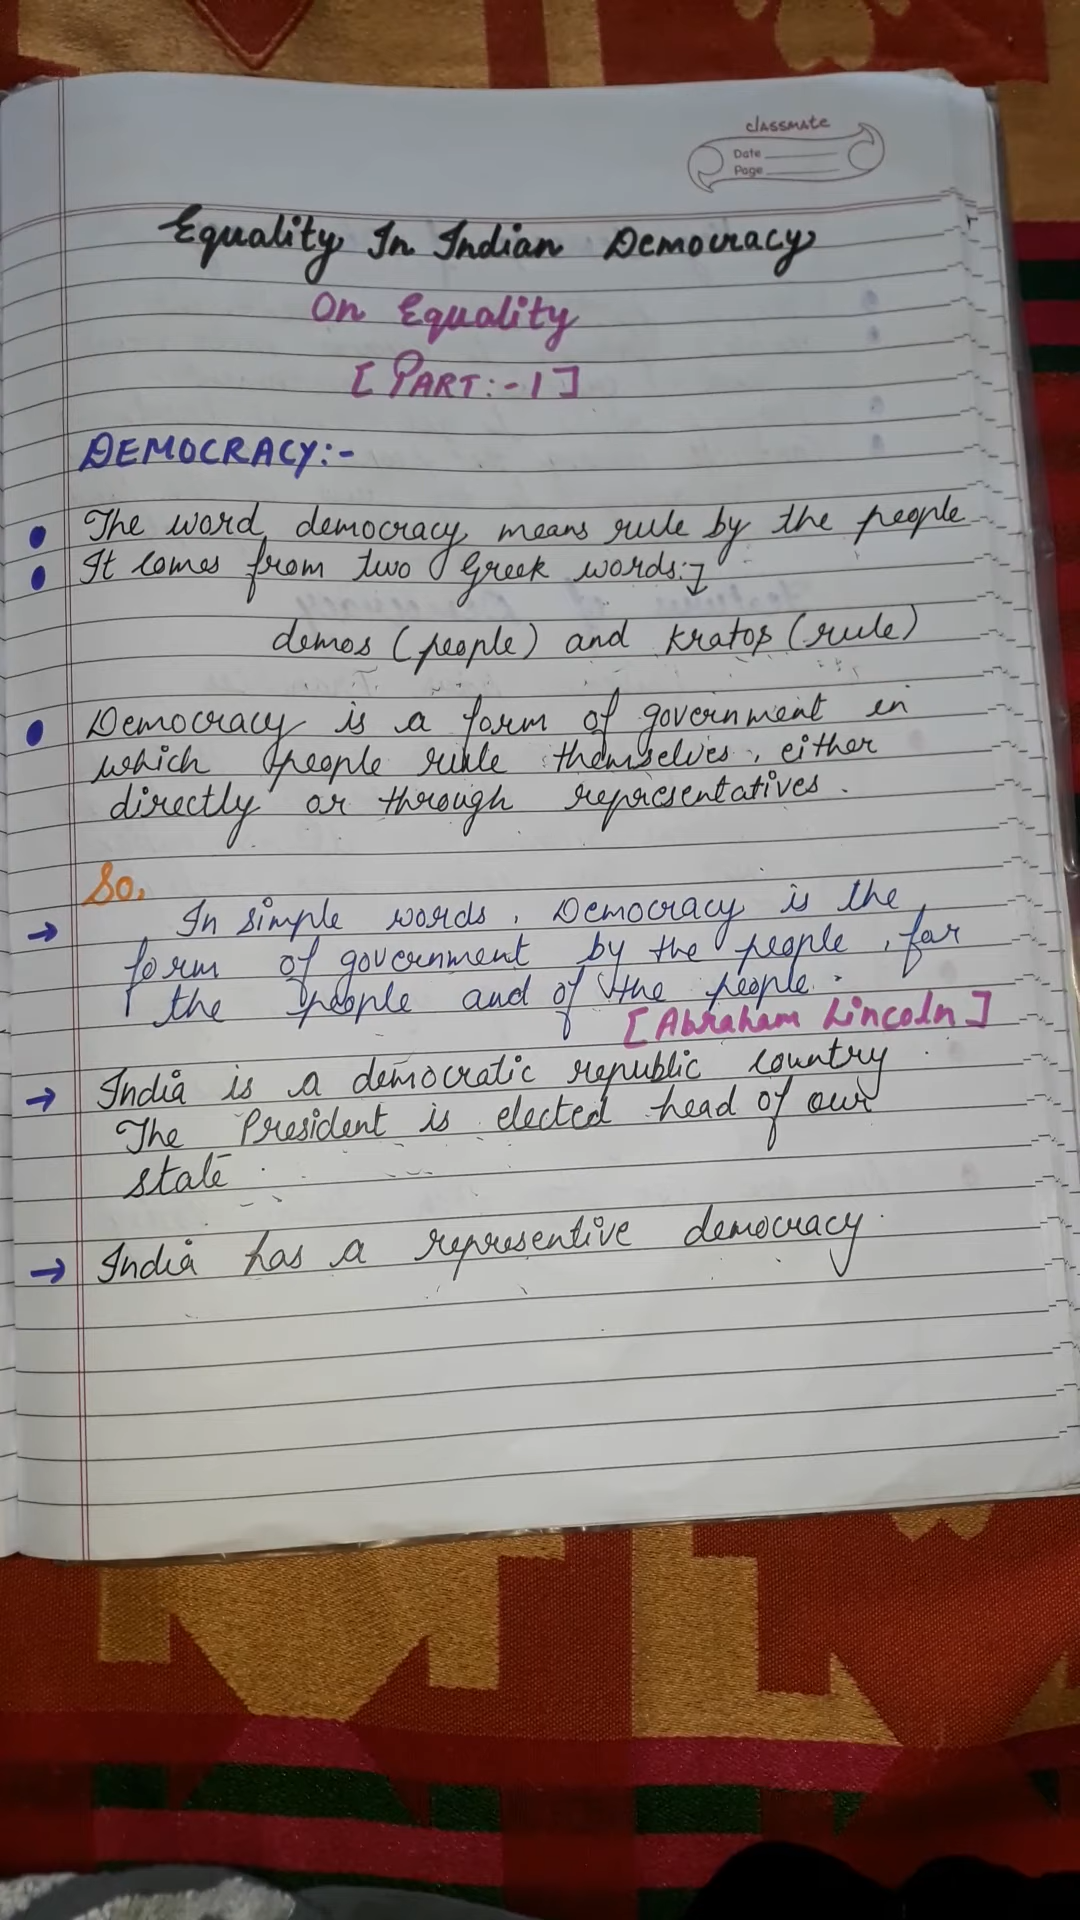 classmate
Date
Page
Equality In Indian Democracy
On Equality
[PART:-1]
DEMOCRACY:-
The word democracy means rule by the people
It comes from two Greek words:-
demos (people) and kratos (rule)
Democracy is a form of government in
which people rule themselves, either
directly or through representatives.
So,
In simple words, Democracy is the
form of government by the people, for
the people and of the people.
[Abraham Lincoln]
→ India is a democratic republic country.
The President is elected head of our
state.
→ India has a representive democracy.